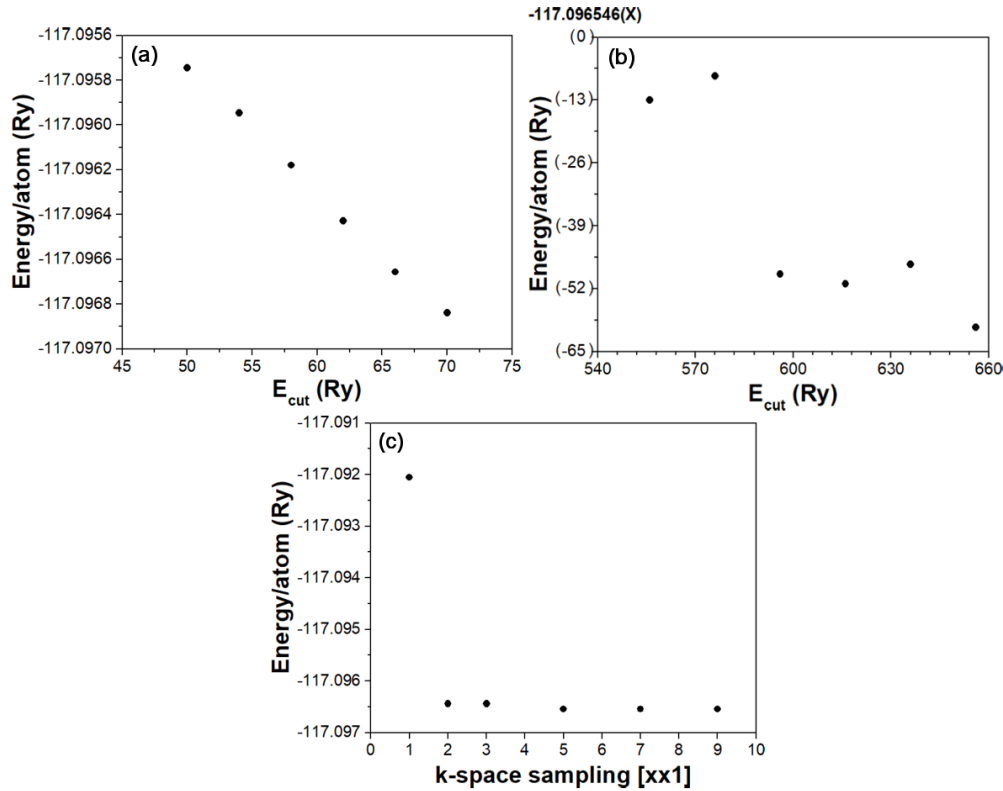 (a)
Energy/atom (Ry)
-117.0956
-117.0958
-117.0960
-117.0962
-117.0964
-117.0966
-117.0968
-117.0970
45 50 55 60 65 70 75
E_cut (Ry)
-117.096546(X)
(b)
Energy/atom (Ry)
(0)
(-13)
(-26)
(-39)
(-52)
(-65)
540 570 600 630 660
E_cut (Ry)
(c)
Energy/atom (Ry)
-117.091
-117.092
-117.093
-117.094
-117.095
-117.096
-117.097
0 1 2 3 4 5 6 7 8 9 10
k-space sampling [xx1]